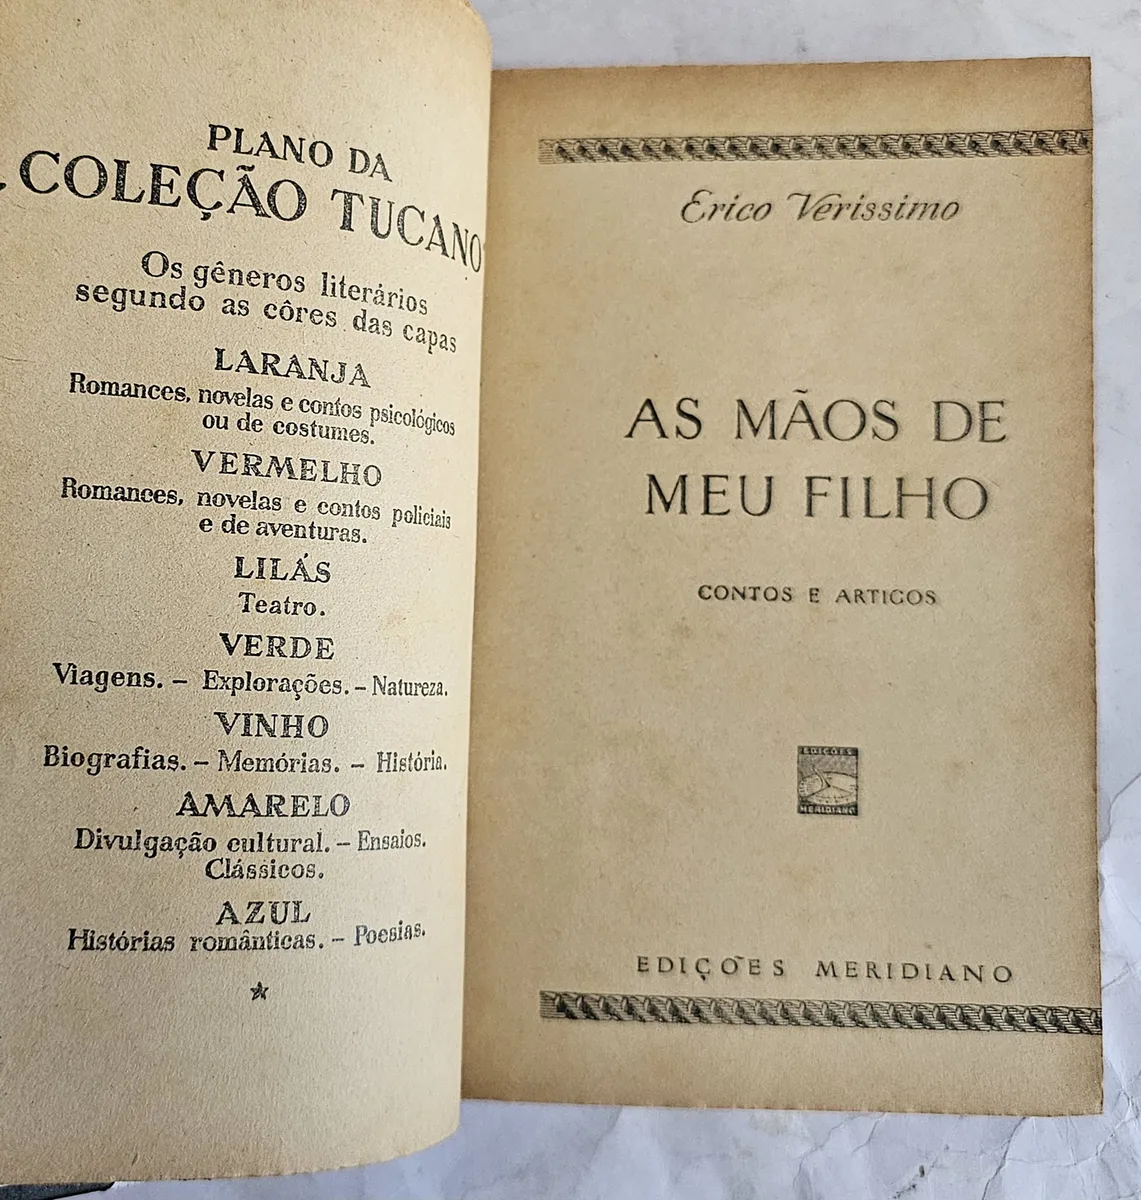 PLANO DA
COLEÇÃO TUCANO
Os gêneros literários
segundo as côres das capas
LARANJA
Romances, novelas e contos psicológicos
ou de costumes.
VERMELHO
Romances, novelas e contos policiais
e de aventuras.
LILÁS
Teatro.
VERDE
Viagens. – Explorações. – Natureza.
VINHO
Biografias. – Memórias. – História.
AMARELO
Divulgação cultural. – Ensaios.
Clássicos.
AZUL
Histórias românticas. – Poesias.
Erico Verissimo
AS MÃOS DE
MEU FILHO
CONTOS E ARTIGOS
EDIÇÕES
MERIDIANO
EDIÇÕES MERIDIANO